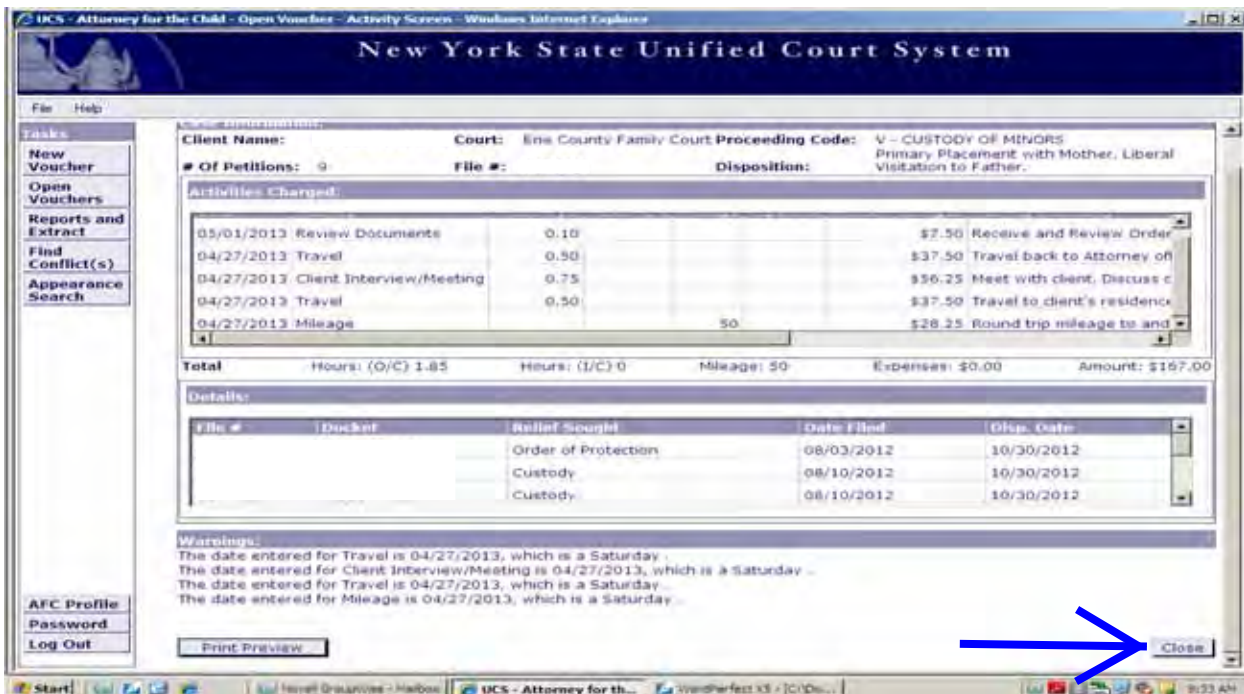 UCS - Attorney for the Child - Open Voucher - Activity Screen - Windows Internet Explorer
New York State Unified Court System
File Help
Tasks
New Voucher
Open Vouchers
Reports and Extract
Find Conflict(s)
Appearance Search
AFC Profile
Password
Log Out
Case Information:
Client Name: Court: Erie County Family Court Proceeding Code: V - CUSTODY OF MINORS
# Of Petitions: 9 File #: Disposition: Primary Placement with Mother, Liberal Visitation to Father.
Activities Charged:
05/01/2013 Review Documents 0.10 $7.50 Receive and Review Order
04/27/2013 Travel 0.50 $37.50 Travel back to Attorney off
04/27/2013 Client Interview/Meeting 0.75 $56.25 Meet with client. Discuss c
04/27/2013 Travel 0.50 $37.50 Travel to client's residence
04/27/2013 Mileage 50 $28.25 Round trip mileage to and
Total Hours: (O/C) 1.85 Hours: (I/C) 0 Mileage: 50 Expenses: $0.00 Amount: $167.00
Details:
File # Docket Relief Sought Date Filed Disp. Date
Order of Protection 08/03/2012 10/30/2012
Custody 08/10/2012 10/30/2012
Custody 08/10/2012 10/30/2012
Warnings:
The date entered for Travel is 04/27/2013, which is a Saturday .
The date entered for Client Interview/Meeting is 04/27/2013, which is a Saturday .
The date entered for Travel is 04/27/2013, which is a Saturday .
The date entered for Mileage is 04/27/2013, which is a Saturday .
Print Preview Close
Start Novell GroupWise - Mailbox UCS - Attorney for th... WordPerfect X5 - [C:\Do... 9:53 AM